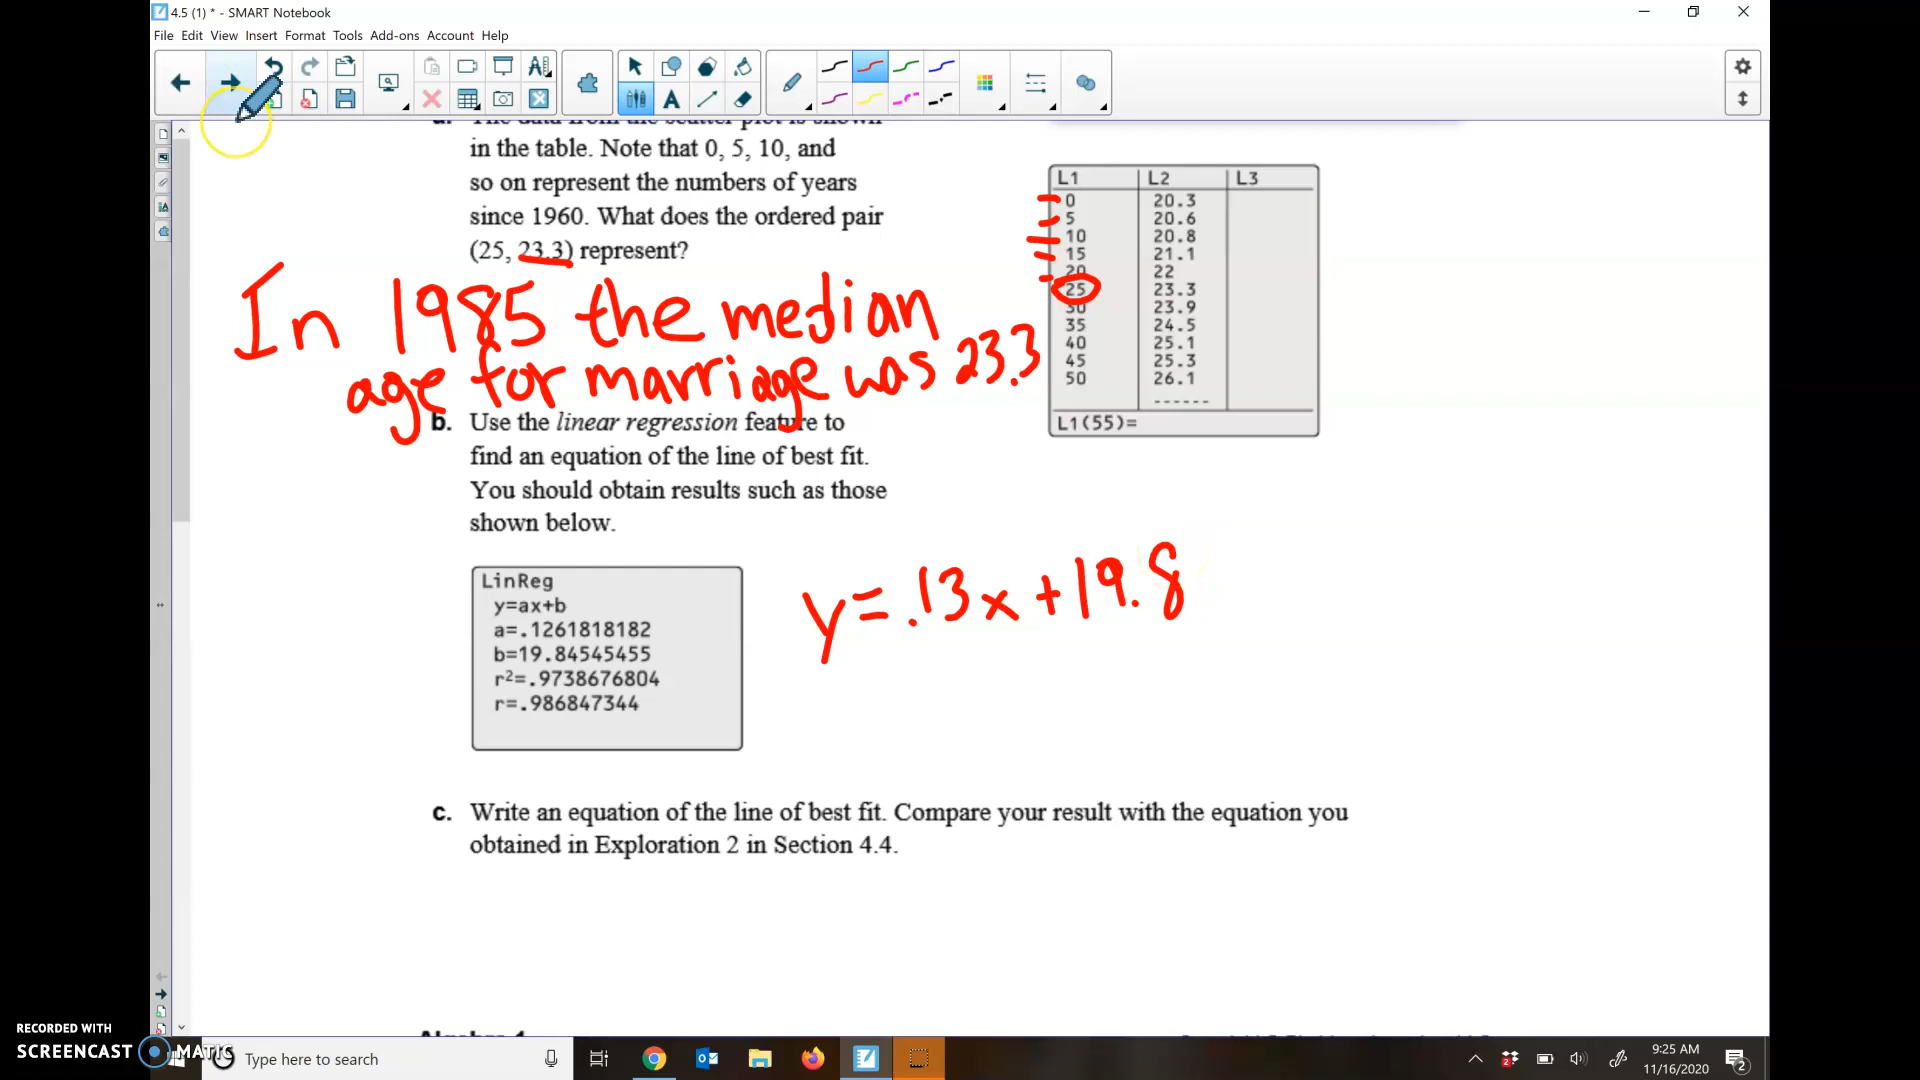 4.5 (1) * - SMART Notebook
File Edit View Insert Format Tools Add-ons Account Help
in the table. Note that 0, 5, 10, and
so on represent the numbers of years
since 1960. What does the ordered pair
(25, 23.3) represent?
In 1985 the median
age for marriage was 23.3
L1 L2 L3
0 20.3
5 20.6
10 20.8
15 21.1
20 22
25 23.3
30 23.9
35 24.5
40 25.1
45 25.3
50 26.1
------
L1(55)=
b. Use the linear regression feature to
find an equation of the line of best fit.
You should obtain results such as those
shown below.
LinReg
y=ax+b
a=.1261818182
b=19.84545455
r²=.9738676804
r=.986847344
y=.13x+19.8
c. Write an equation of the line of best fit. Compare your result with the equation you
obtained in Exploration 2 in Section 4.4.
RECORDED WITH
SCREENCAST MATIC
Type here to search
9:25 AM
11/16/2020
2